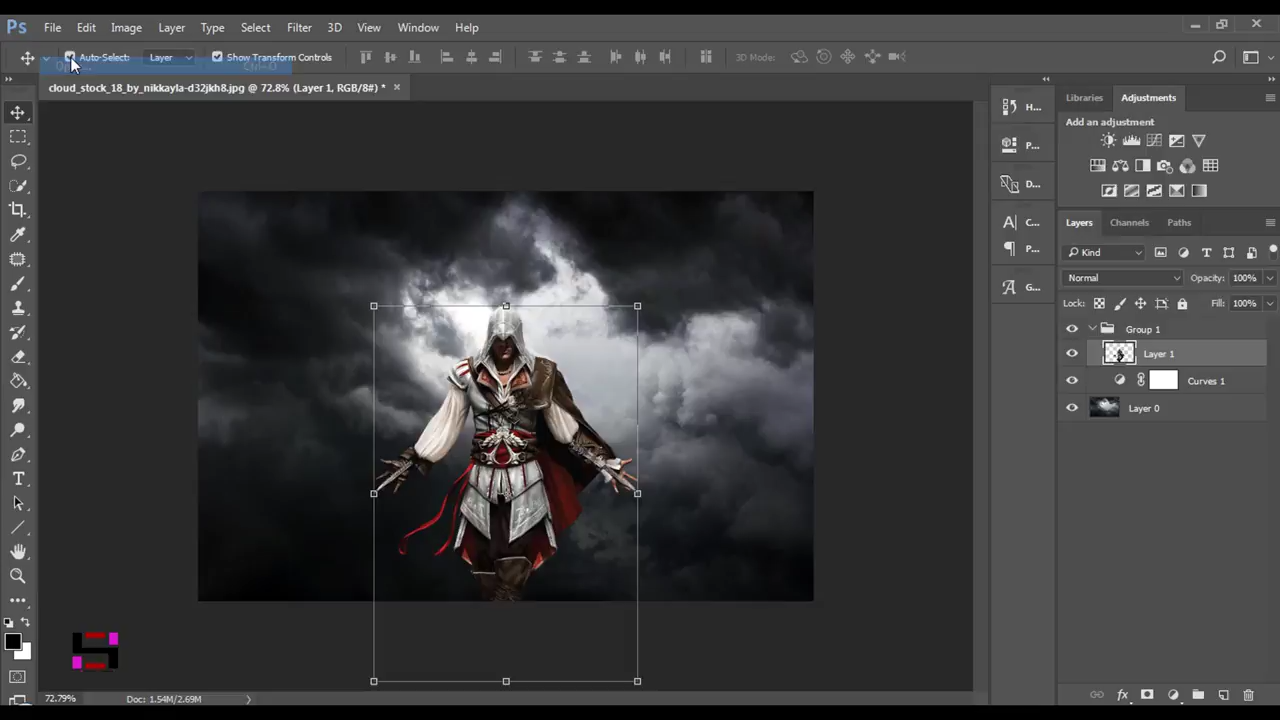 Ps File Edit Image Layer Type Select Filter 3D View Window Help
Auto-Select: Layer Show Transform Controls 3D Mode:
cloud_stock_18_by_nikkayla-d32jkh8.jpg @ 72.8% (Layer 1, RGB/8#) *
H...
P...
D...
C...
P...
G...
Libraries Adjustments
Add an adjustment
Layers Channels Paths
Kind
Normal Opacity: 100%
Lock: Fill: 100%
Group 1
Layer 1
Curves 1
Layer 0
72.79% Doc: 1.54M/2.69M